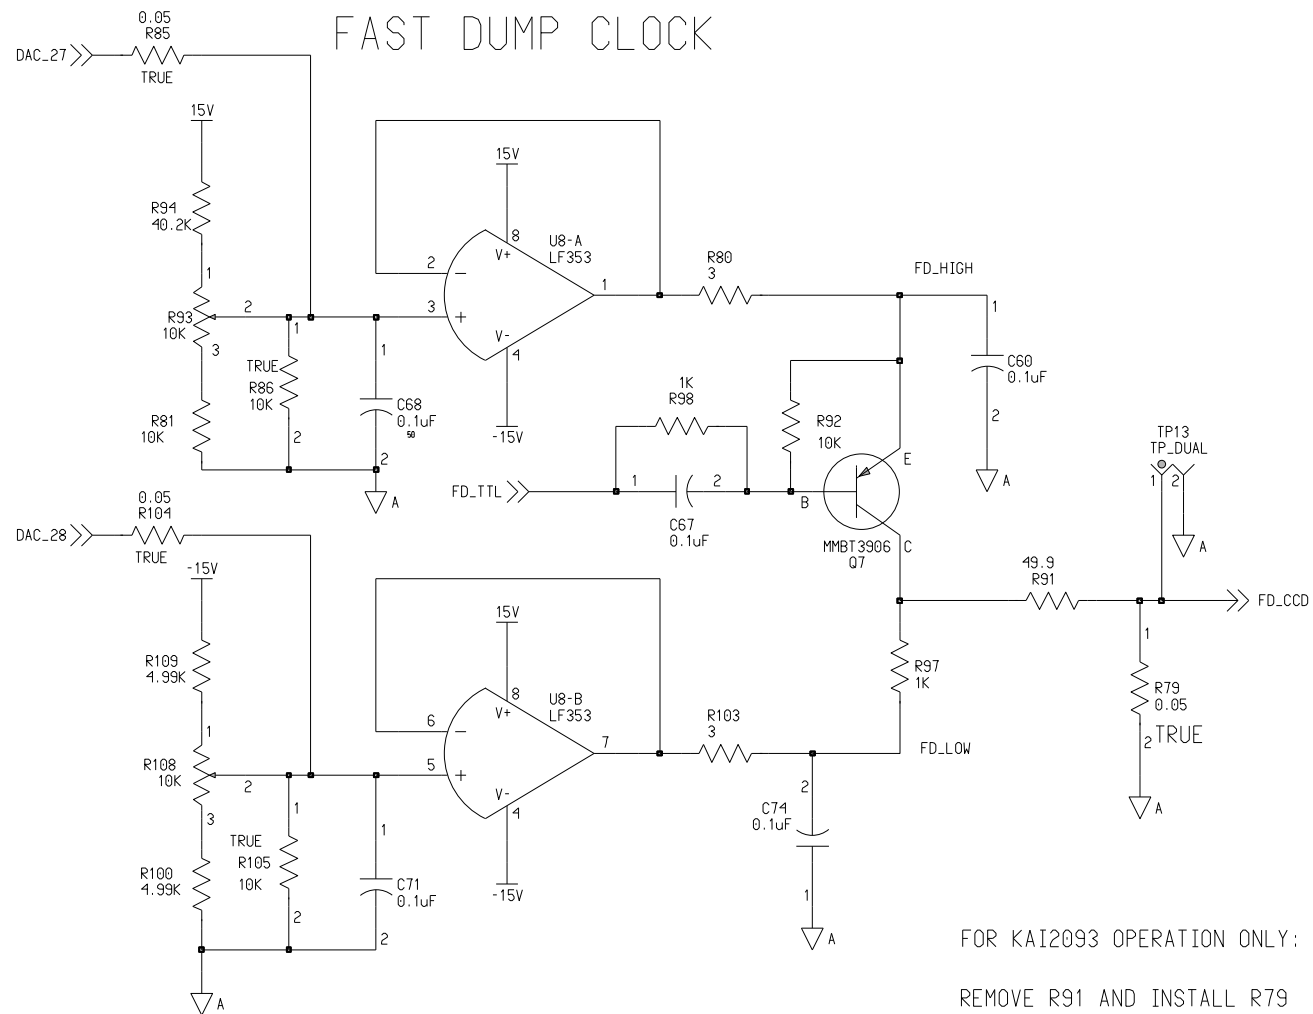 FAST DUMP CLOCK
0.05
R85
DAC_27
TRUE
15V
R94
40.2K
1
R93
10K
2
3
R81
10K
1
TRUE
R86
10K
2
1
C68
0.1uF
50
2
A
15V
8
V+
U8-A
LF353
2
3
1
V-
4
-15V
R80
3
FD_HIGH
1
C60
0.1uF
2
A
1K
R98
R92
10K
FD_TTL
1
2
C67
0.1uF
B
E
C
MMBT3906
Q7
TP13
TP_DUAL
1
2
A
49.9
R91
FD_CCD
1
R79
0.05
2
TRUE
A
0.05
R104
DAC_28
TRUE
-15V
R109
4.99K
1
R108
10K
2
3
R100
4.99K
A
1
TRUE
R105
10K
2
1
C71
0.1uF
2
15V
8
V+
U8-B
LF353
6
5
7
V-
4
-15V
R103
3
R97
1K
FD_LOW
2
C74
0.1uF
1
A
FOR KAI2093 OPERATION ONLY:
REMOVE R91 AND INSTALL R79